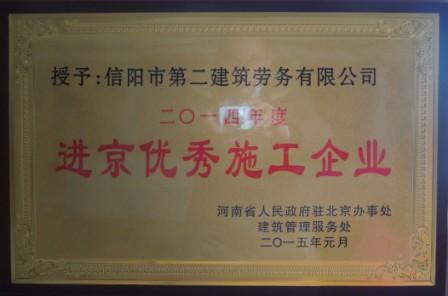 授予:信阳市第二建筑劳务有限公司
二〇一四年度
进京优秀施工企业
河南省人民政府驻北京办事处
建筑管理服务处
二〇一五年元月